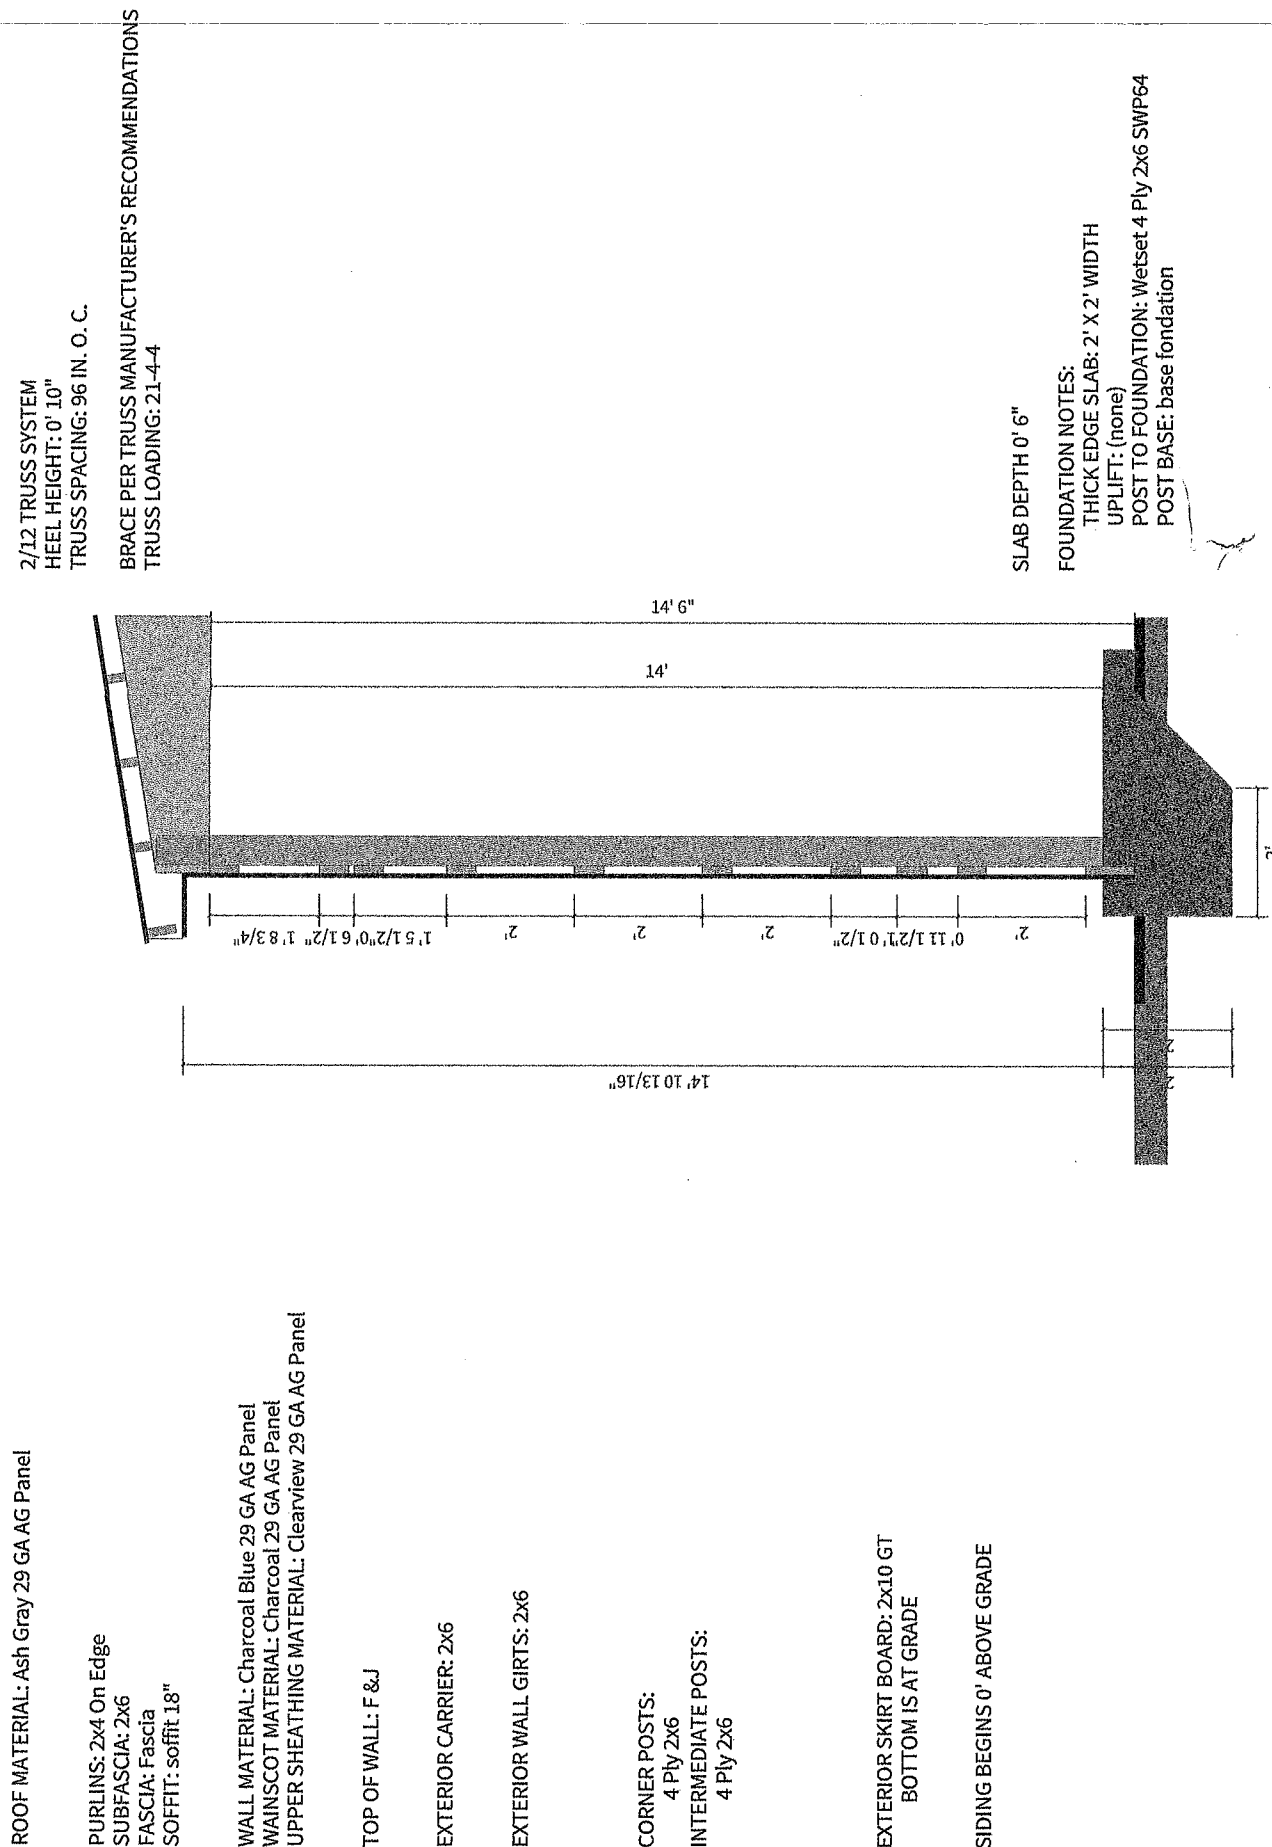 ROOF MATERIAL: Ash Gray 29 GA AG Panel
PURLINS: 2x4 On Edge
SUBFASCIA: 2x6
FASCIA: Fascia
SOFFIT: soffit 18"
WALL MATERIAL: Charcoal Blue 29 GA AG Panel
WAINSCOT MATERIAL: Charcoal 29 GA AG Panel
UPPER SHEATHING MATERIAL: Clearview 29 GA AG Panel
TOP OF WALL: F &J
EXTERIOR CARRIER: 2x6
EXTERIOR WALL GIRTS: 2x6
CORNER POSTS:
4 Ply 2x6
INTERMEDIATE POSTS:
4 Ply 2x6
EXTERIOR SKIRT BOARD: 2x10 GT
BOTTOM IS AT GRADE
SIDING BEGINS 0' ABOVE GRADE
14' 10 13/16"
2'
2'
1' 8 3/4"
0' 6 1/2"
1' 5 1/2"
2'
2'
2'
1' 0 1/2"
0' 11 1/2"
2'
2'
14'
14' 6"
2/12 TRUSS SYSTEM
HEEL HEIGHT: 0' 10"
TRUSS SPACING: 96 IN. O. C.
BRACE PER TRUSS MANUFACTURER'S RECOMMENDATIONS
TRUSS LOADING: 21-4-4
SLAB DEPTH 0' 6"
FOUNDATION NOTES:
THICK EDGE SLAB: 2' X 2' WIDTH
UPLIFT: (none)
POST TO FOUNDATION: Wetset 4 Ply 2x6 SWP64
POST BASE: base fondation